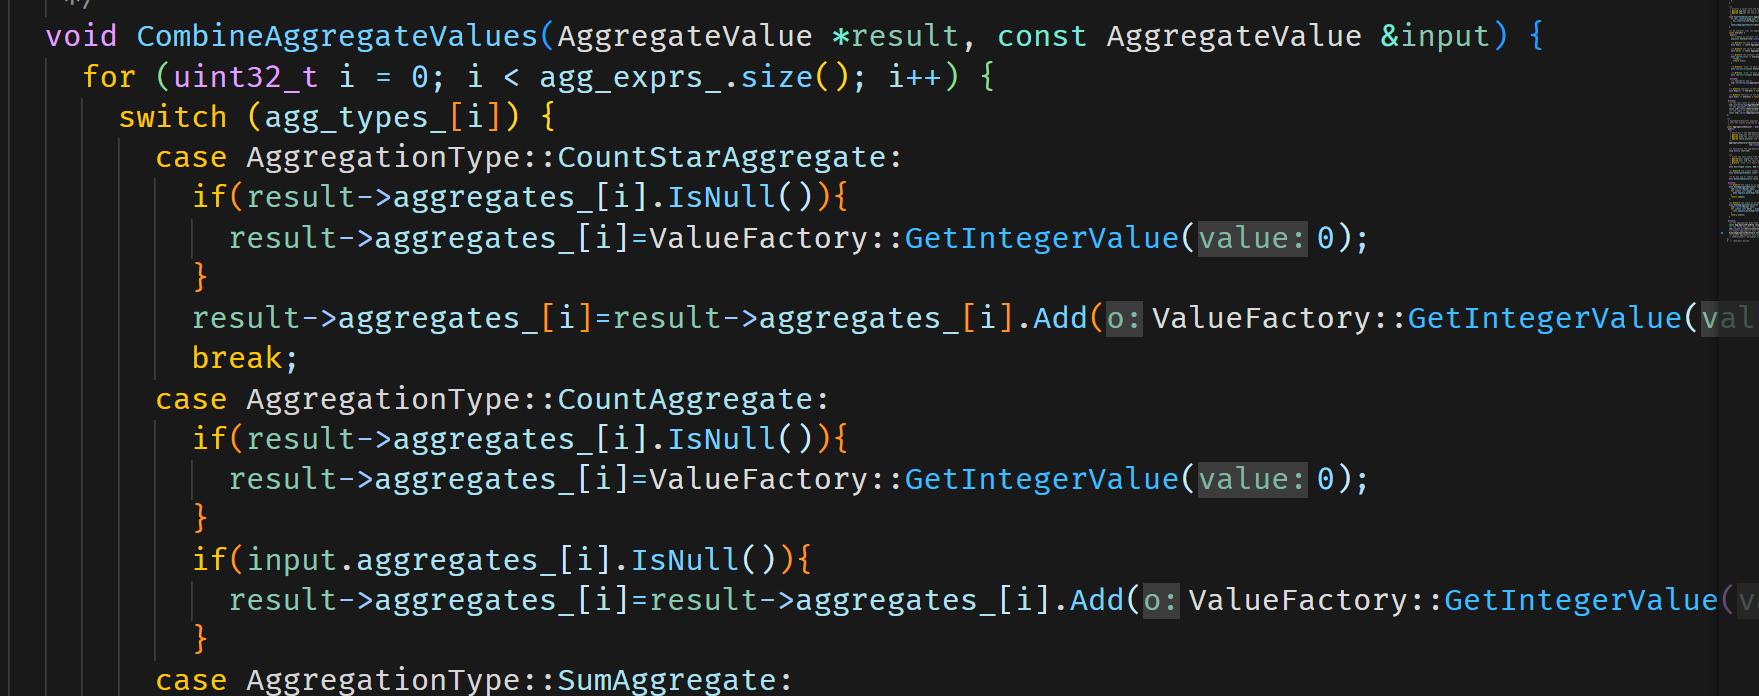 */
void CombineAggregateValues(AggregateValue *result, const AggregateValue &input) {
for (uint32_t i = 0; i < agg_exprs_.size(); i++) {
switch (agg_types_[i]) {
case AggregationType::CountStarAggregate:
if(result->aggregates_[i].IsNull()){
result->aggregates_[i]=ValueFactory::GetIntegerValue(value: 0);
}
result->aggregates_[i]=result->aggregates_[i].Add(o: ValueFactory::GetIntegerValue(val
break;
case AggregationType::CountAggregate:
if(result->aggregates_[i].IsNull()){
result->aggregates_[i]=ValueFactory::GetIntegerValue(value: 0);
}
if(input.aggregates_[i].IsNull()){
result->aggregates_[i]=result->aggregates_[i].Add(o: ValueFactory::GetIntegerValue(va
}
case AggregationType::SumAggregate: